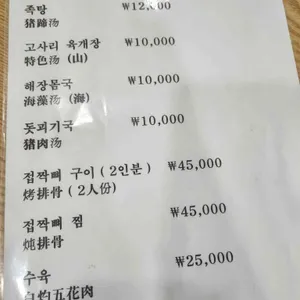 족탕 ₩12,000
猪蹄汤
고사리 육개장 ₩10,000
特色汤 (山)
해장몸국 ₩10,000
海藻汤 (海)
돗괴기국 ₩10,000
猪肉汤
접짝뼈 구이 ( 2인분 ) ₩45,000
烤排骨 ( 2人份)
접짝뼈 찜 ₩45,000
炖排骨
수육 ₩25,000
白灼五花肉